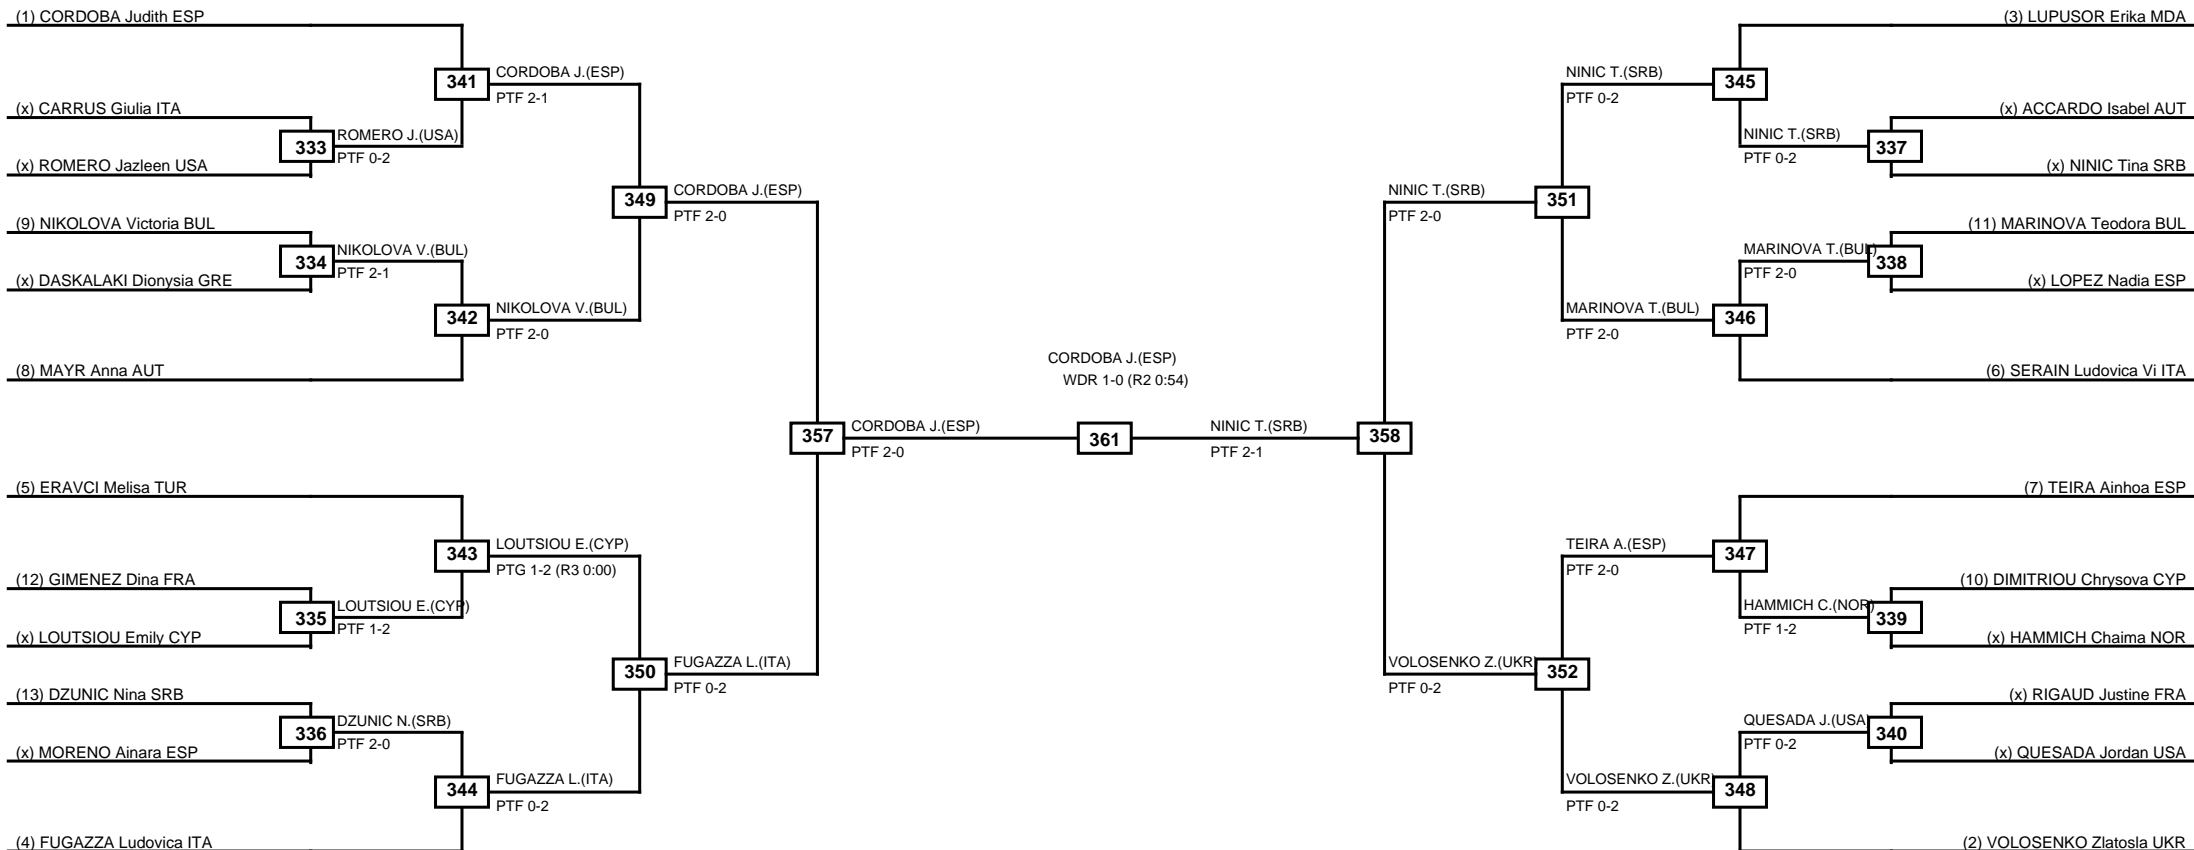 (1) CORDOBA Judith ESP
341
CORDOBA J.(ESP)
PTF 2-1
(x) CARRUS Giulia ITA
333
ROMERO J.(USA)
PTF 0-2
(x) ROMERO Jazleen USA
349
CORDOBA J.(ESP)
PTF 2-0
(9) NIKOLOVA Victoria BUL
334
NIKOLOVA V.(BUL)
PTF 2-1
(x) DASKALAKI Dionysia GRE
342
NIKOLOVA V.(BUL)
PTF 2-0
(8) MAYR Anna AUT
357
CORDOBA J.(ESP)
PTF 2-0
(5) ERAVCI Melisa TUR
343
LOUTSIOU E.(CYP)
PTG 1-2 (R3 0:00)
(12) GIMENEZ Dina FRA
335
LOUTSIOU E.(CYP)
PTF 1-2
(x) LOUTSIOU Emily CYP
350
FUGAZZA L.(ITA)
PTF 0-2
(13) DZUNIC Nina SRB
336
DZUNIC N.(SRB)
PTF 2-0
(x) MORENO Ainara ESP
344
FUGAZZA L.(ITA)
PTF 0-2
(4) FUGAZZA Ludovica ITA
CORDOBA J.(ESP)
WDR 1-0 (R2 0:54)
361
(3) LUPUSOR Erika MDA
NINIC T.(SRB)
345
PTF 0-2
(x) ACCARDO Isabel AUT
NINIC T.(SRB)
337
PTF 0-2
(x) NINIC Tina SRB
NINIC T.(SRB)
351
PTF 2-0
(11) MARINOVA Teodora BUL
MARINOVA T.(BUL)
338
PTF 2-0
(x) LOPEZ Nadia ESP
MARINOVA T.(BUL)
346
PTF 2-0
(6) SERAIN Ludovica Vi ITA
NINIC T.(SRB)
358
PTF 2-1
(7) TEIRA Ainhoa ESP
TEIRA A.(ESP)
347
PTF 2-0
(10) DIMITRIOU Chrysova CYP
HAMMICH C.(NOR)
339
PTF 1-2
(x) HAMMICH Chaima NOR
VOLOSENKO Z.(UKR)
352
PTF 0-2
(x) RIGAUD Justine FRA
QUESADA J.(USA)
340
PTF 0-2
(x) QUESADA Jordan USA
VOLOSENKO Z.(UKR)
348
PTF 0-2
(2) VOLOSENKO Zlatosla UKR